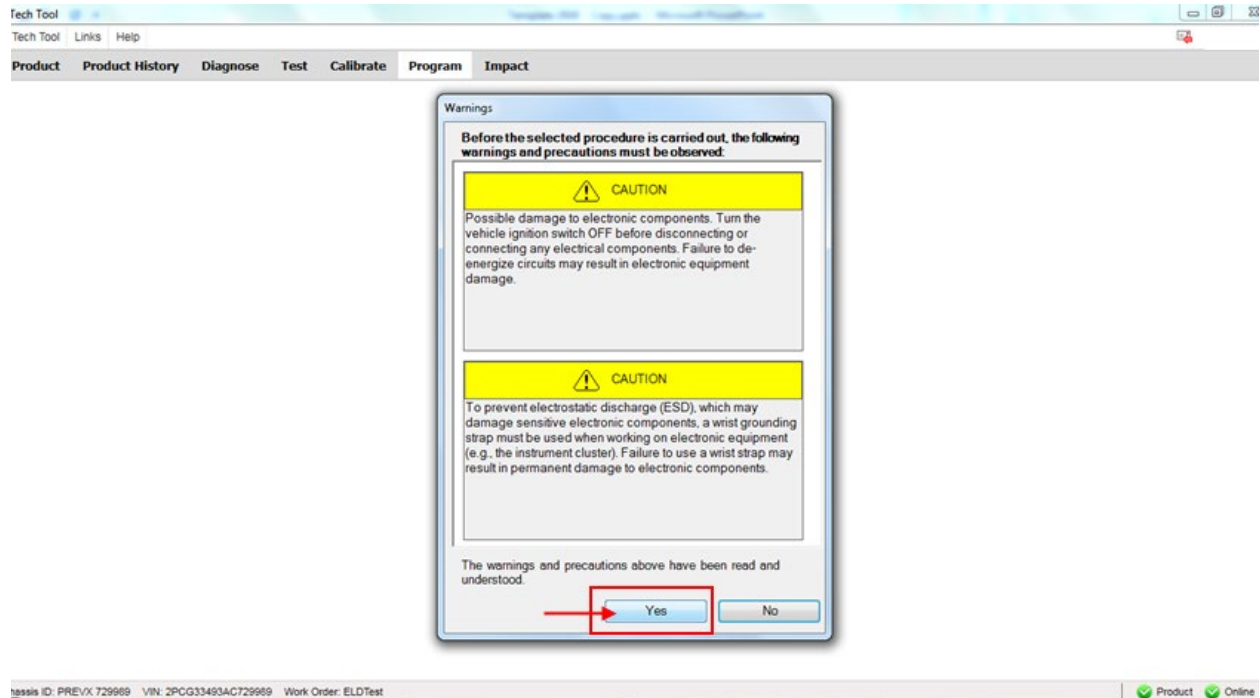 Tech Tool
Tech Tool Links Help
Product Product History Diagnose Test Calibrate Program Impact
Warnings
Before the selected procedure is carried out, the following
warnings and precautions must be observed:
CAUTION
Possible damage to electronic components. Turn the
vehicle ignition switch OFF before disconnecting or
connecting any electrical components. Failure to de-
energize circuits may result in electronic equipment
damage.
CAUTION
To prevent electrostatic discharge (ESD), which may
damage sensitive electronic components, a wrist grounding
strap must be used when working on electronic equipment
(e.g., the instrument cluster). Failure to use a wrist strap may
result in permanent damage to electronic components.
The warnings and precautions above have been read and
understood.
Yes No
hassis ID: PREVX 729989 VIN: 2PCG33493AC729989 Work Order: ELDTest Product Online